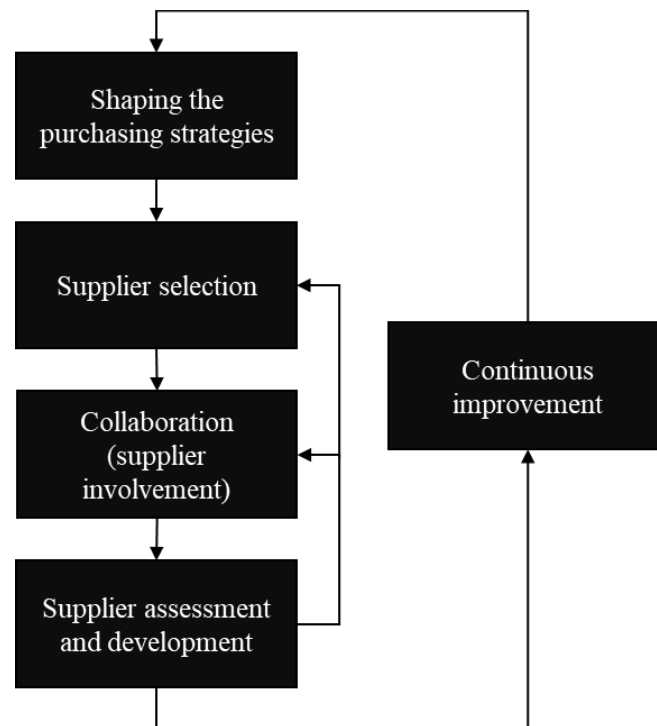 Shaping the
purchasing strategies
Supplier selection
Collaboration
(supplier
involvement)
Supplier assessment
and development
Continuous
improvement